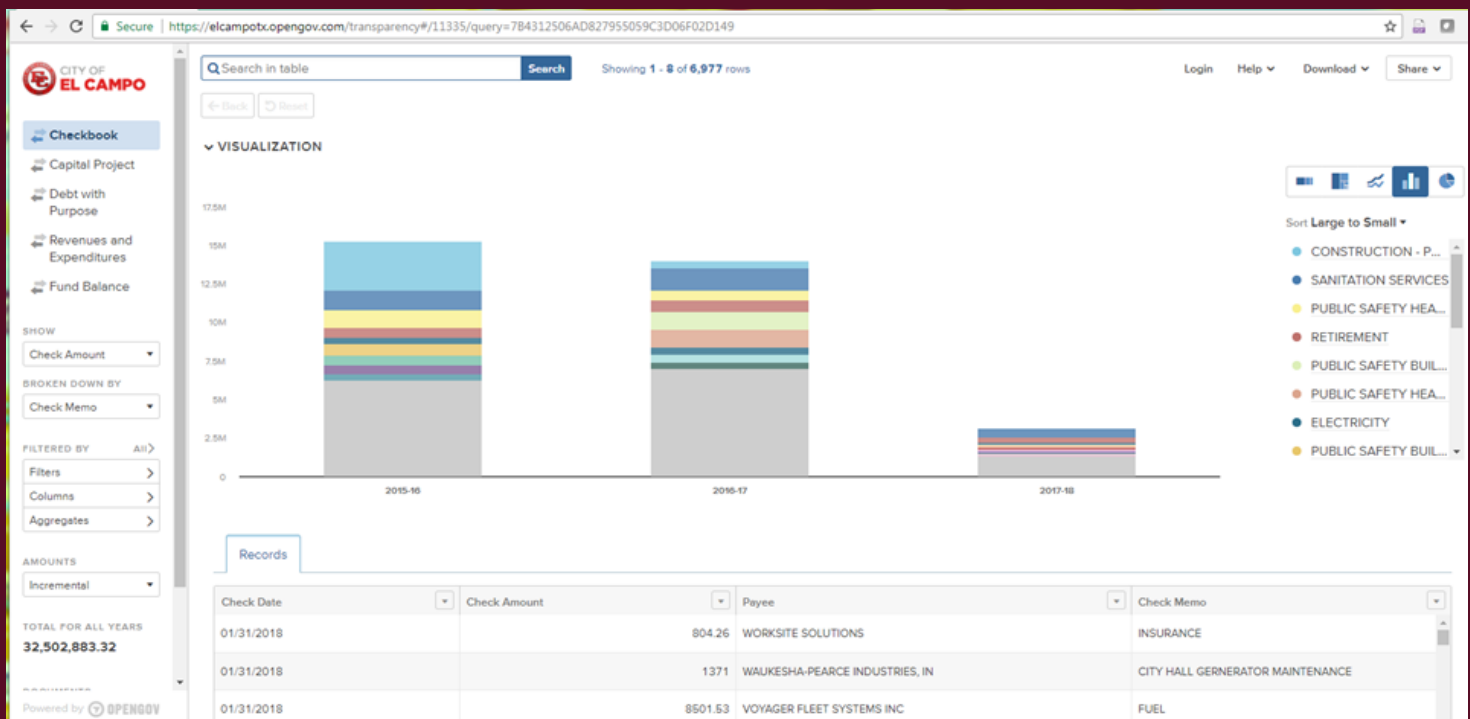 Secure | https://elcampotx.opengov.com/transparency#/11335/query=7B4312506AD827955059C3D06F02D149
CITY OF
EL CAMPO
Checkbook
Capital Project
Debt with
Purpose
Revenues and
Expenditures
Fund Balance
SHOW
Check Amount
BROKEN DOWN BY
Check Memo
FILTERED BY All>
Filters
Columns
Aggregates
AMOUNTS
Incremental
TOTAL FOR ALL YEARS
32,502,883.32
Powered by OPENGOV
Search in table Search Showing 1 - 8 of 6,977 rows Login Help Download Share
Back Reset
VISUALIZATION
17.5M
15M
12.5M
10M
7.5M
5M
2.5M
0
2015-16 2016-17 2017-18
Sort Large to Small
CONSTRUCTION - P...
SANITATION SERVICES
PUBLIC SAFETY HEA...
RETIREMENT
PUBLIC SAFETY BUIL...
PUBLIC SAFETY HEA...
ELECTRICITY
PUBLIC SAFETY BUIL...
Records
Check Date Check Amount Payee Check Memo
01/31/2018 804.26 WORKSITE SOLUTIONS INSURANCE
01/31/2018 1371 WAUKESHA-PEARCE INDUSTRIES, IN CITY HALL GERNERATOR MAINTENANCE
01/31/2018 8501.53 VOYAGER FLEET SYSTEMS INC FUEL